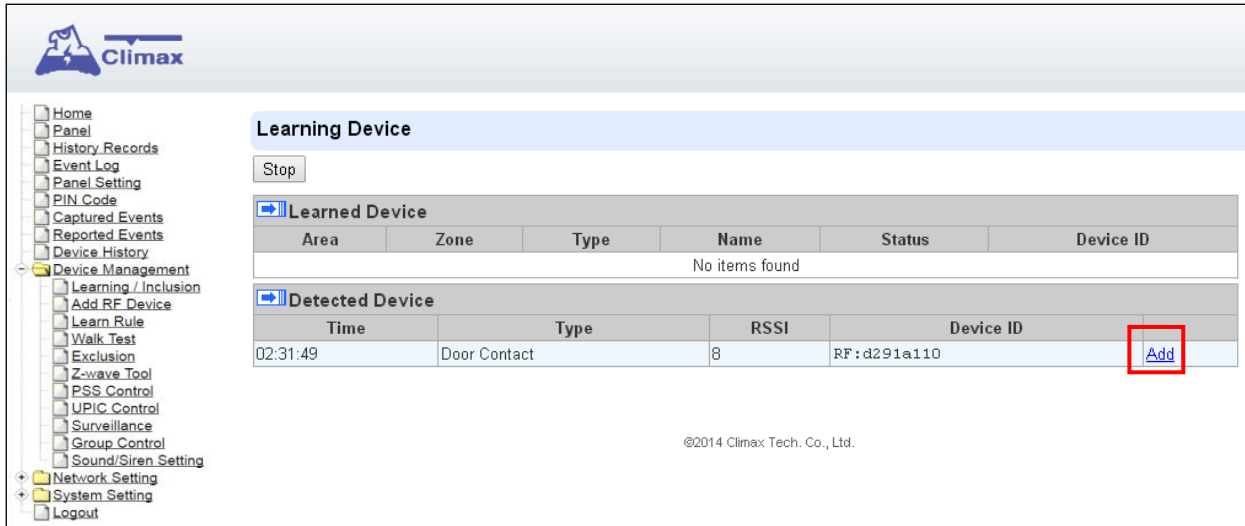 Climax
Home
Panel
History Records
Event Log
Panel Setting
PIN Code
Captured Events
Reported Events
Device History
Device Management
Learning / Inclusion
Add RF Device
Learn Rule
Walk Test
Exclusion
Z-wave Tool
PSS Control
UPIC Control
Surveillance
Group Control
Sound/Siren Setting
Network Setting
System Setting
Logout
Learning Device
Stop
Learned Device
Area Zone Type Name Status Device ID
No items found
Detected Device
Time Type RSSI Device ID
02:31:49 Door Contact 8 RF:d291a110 Add
©2014 Climax Tech. Co., Ltd.